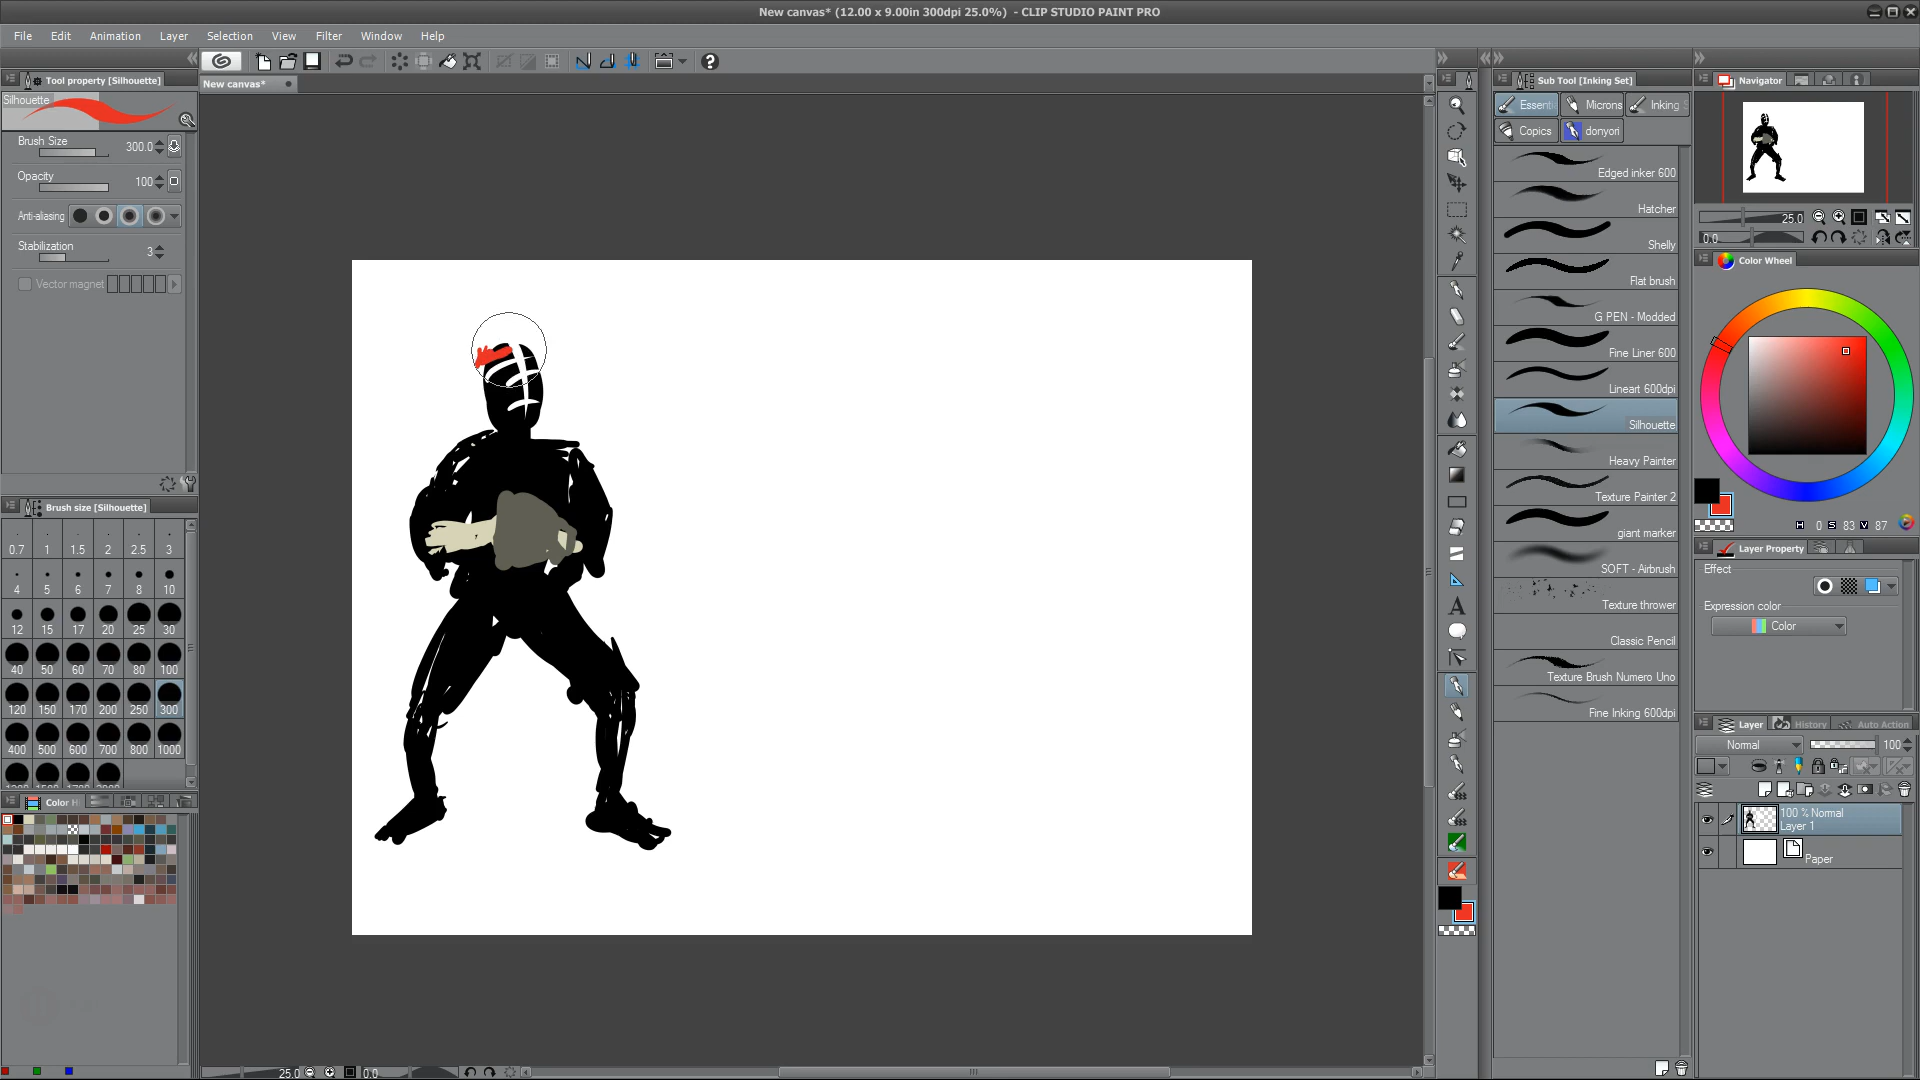 New canvas* (12.00 x 9.00in 300dpi 25.0%) - CLIP STUDIO PAINT PRO
File Edit Animation Layer Selection View Filter Window Help
Tool property [Silhouette]
New canvas*
Silhouette
Brush Size 300.0
Opacity 100
Anti-aliasing
Stabilization 3
Vector magnet
Brush size [Silhouette]
0.7 1 1.5 2 2.5 3
4 5 6 7 8 10
12 15 17 20 25 30
40 50 60 70 80 100
120 150 170 200 250 300
400 500 600 700 800 1000
Color H
25.0 0.0
Sub Tool [Inking Set]
Essenti Microns Inking S
Copics donyori
Edged inker 600
Hatcher
Shelly
Flat brush
G PEN - Modded
Fine Liner 600
Lineart 600dpi
Silhouette
Heavy Painter
Texture Painter 2
giant marker
SOFT - Airbrush
Texture thrower
Classic Pencil
Texture Brush Numero Uno
Fine Inking 600dpi
Navigator
25.0
0.0
Color Wheel
H 0 S 83 V 87
Layer Property
Effect
Expression color
Color
Layer History Auto Action
Normal 100
100 % Normal
Layer 1
Paper